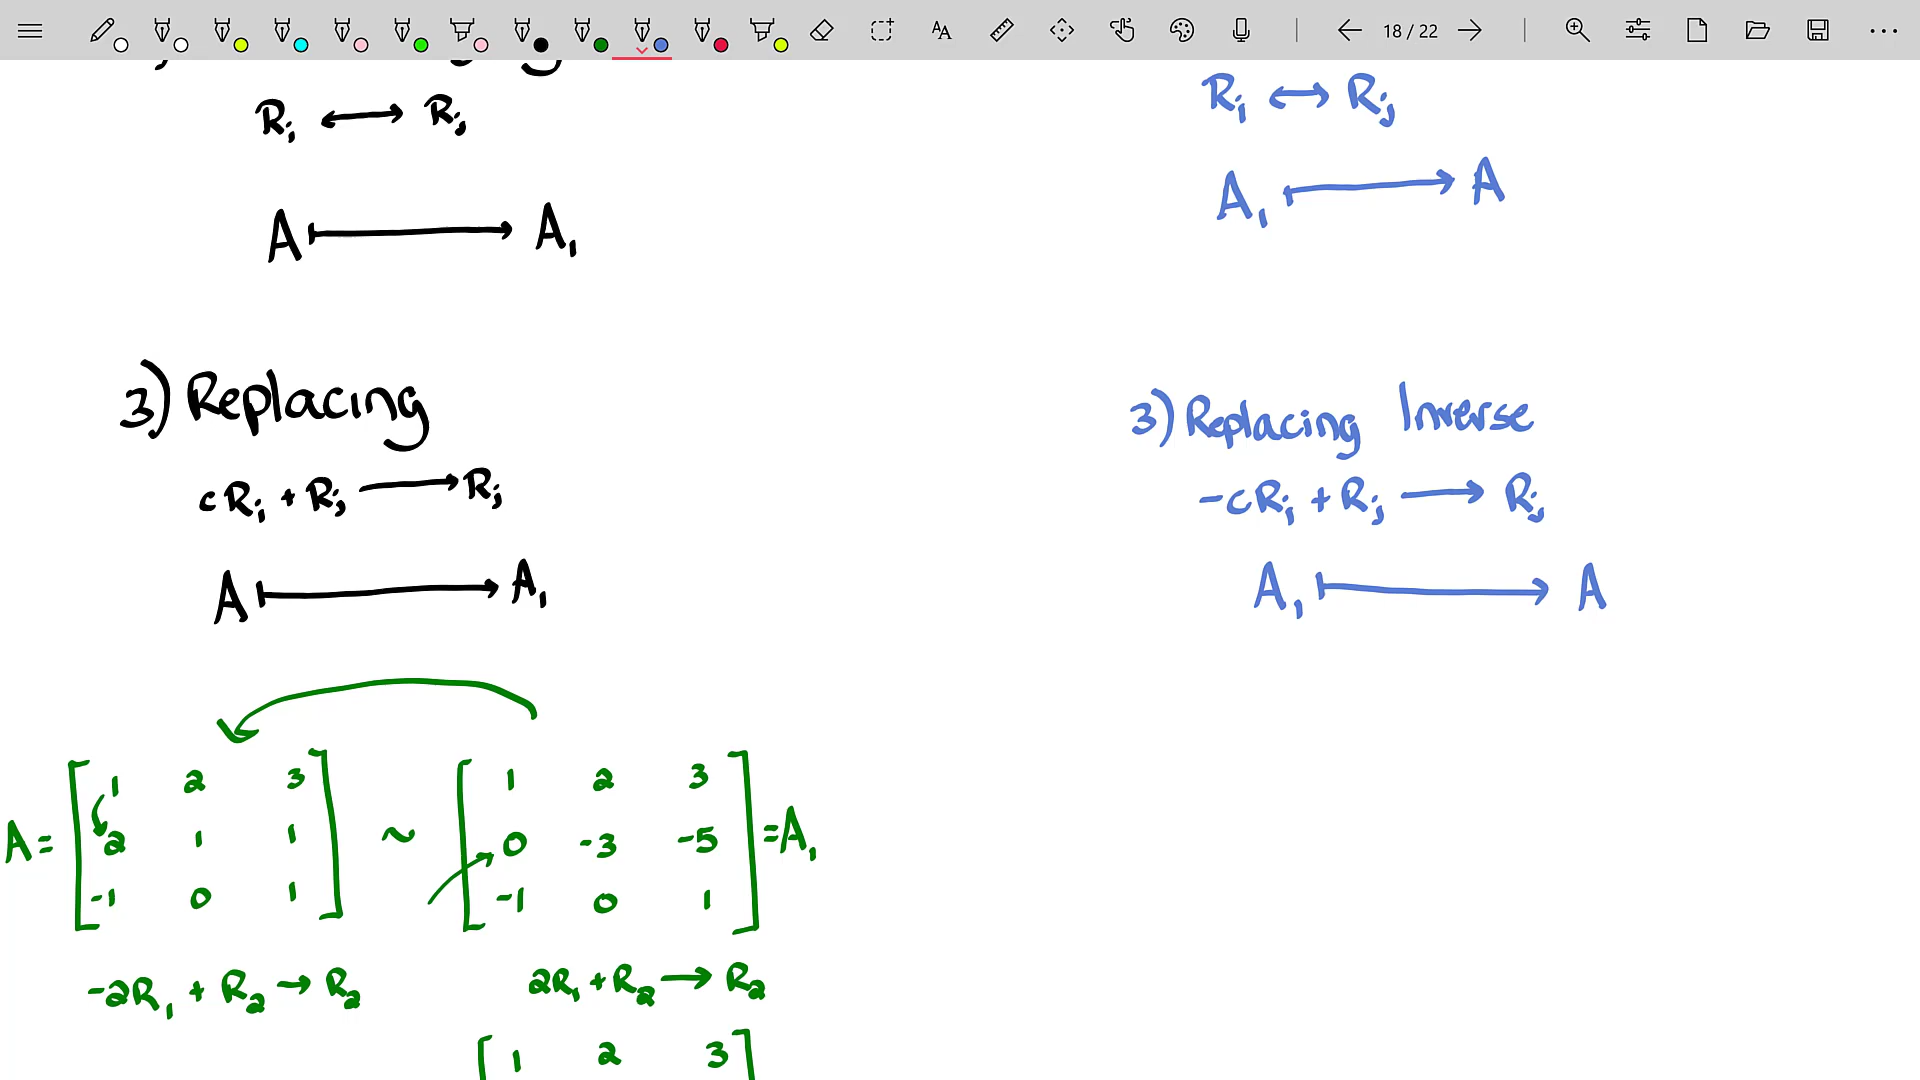 18 / 22
Ri ↔ Rj
A ↦ A1
3) Replacing
cRi + Rj → Rj
A ↦ A1
A = [ 1 2 3
2 1 1
-1 0 1 ]
~
[ 1 2 3
0 -3 -5
-1 0 1 ] = A1
-2R1 + R2 → R2
2R1 + R2 → R2
[ 1 2 3 ]
Ri ↔ Rj
A1 ↦ A
3) Replacing Inverse
-cRi + Rj → Rj
A1 ↦ A